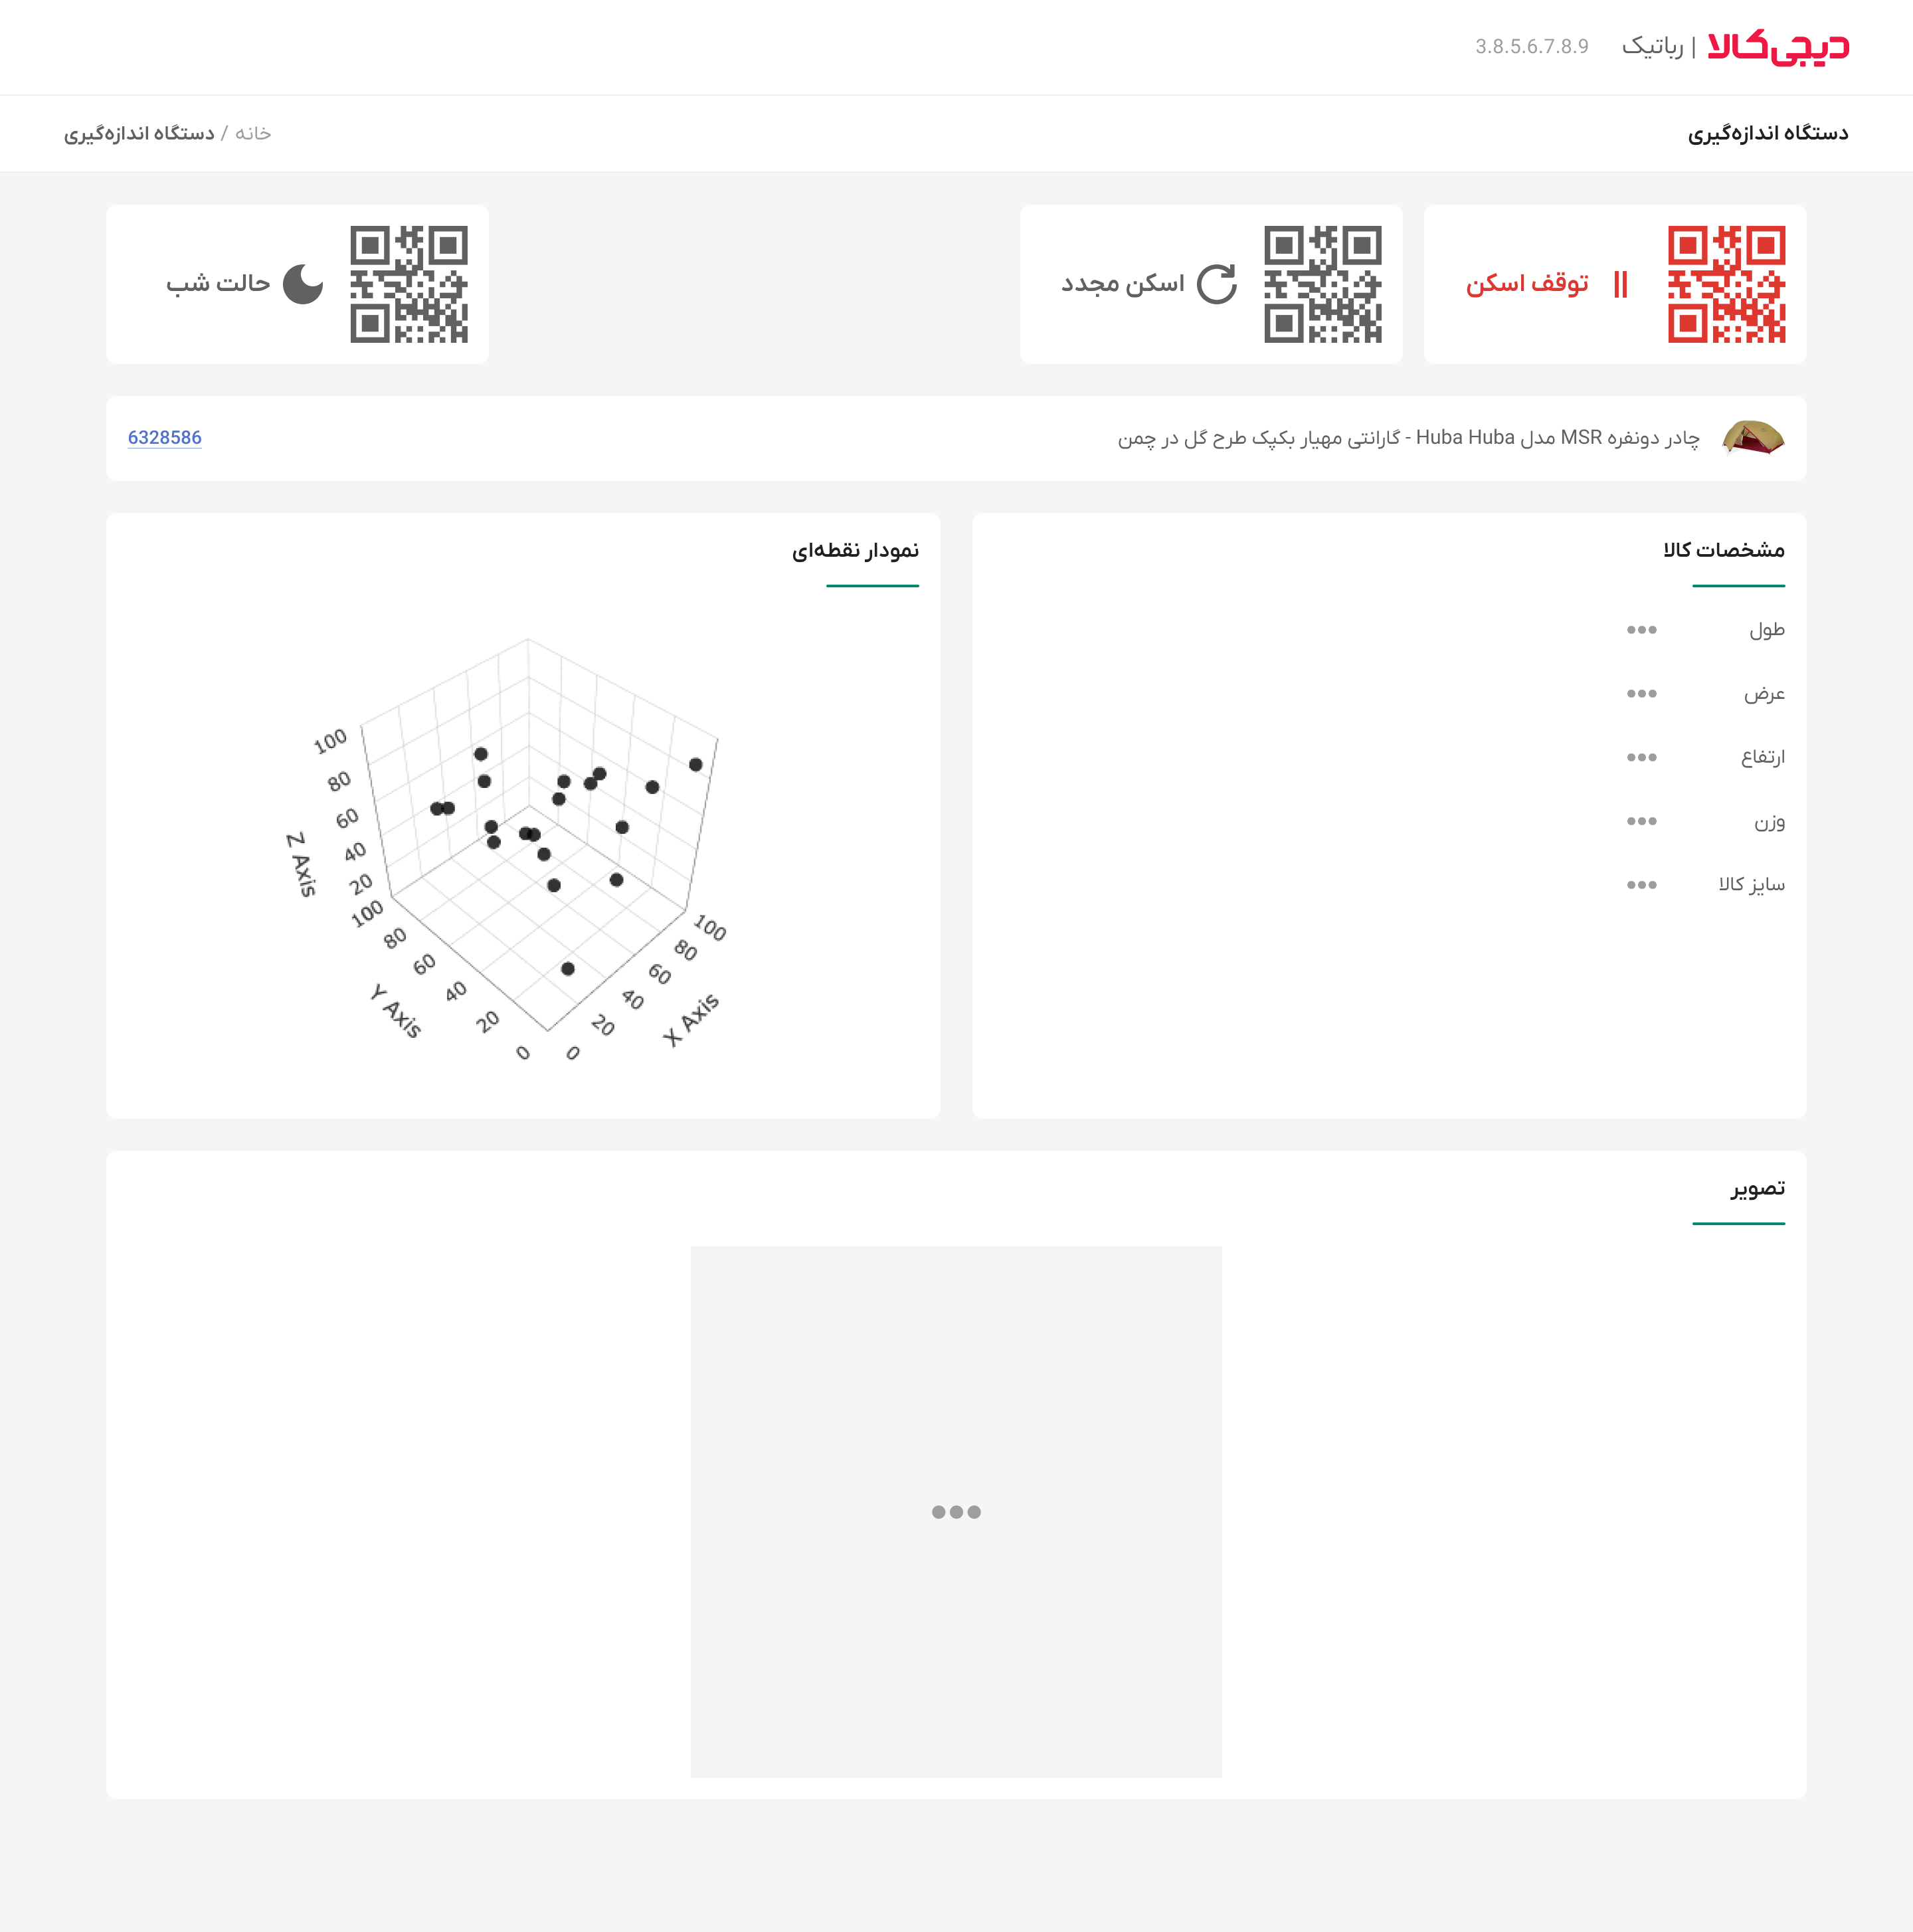 دیجی‌کالا | رباتیک 3.8.5.6.7.8.9
دستگاه اندازه‌گیری
خانه / دستگاه اندازه‌گیری
توقف اسکن
اسکن مجدد
حالت شب
چادر دونفره MSR مدل Huba Huba - گارانتی مهیار بکپک طرح گل در چمن
6328586
مشخصات کالا
طول
عرض
ارتفاع
وزن
سایز کالا
نمودار نقطه‌ای
100
80
60
40
20
Z Axis
100
80
60
40
20
0
Y Axis
100
80
60
40
20
0
X Axis
تصویر